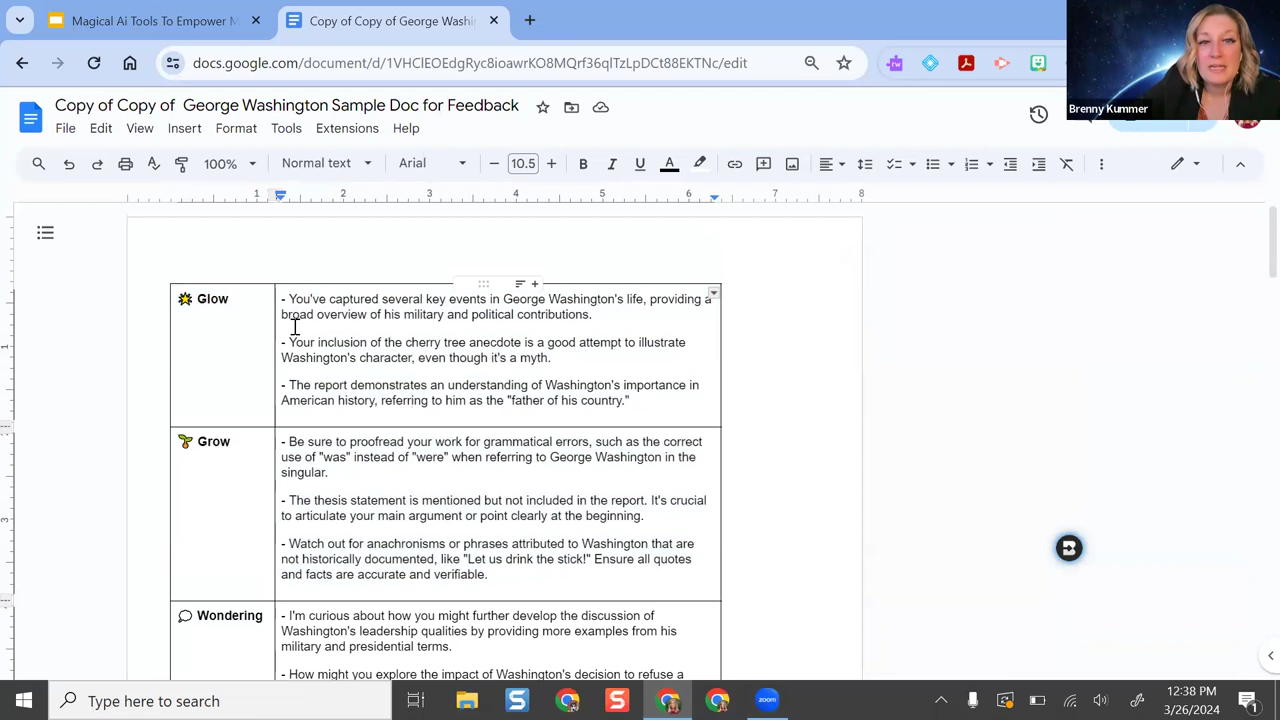 Magical Ai Tools To Empower M
Copy of Copy of George Washin
docs.google.com/document/d/1VHClEOEdgRyc8ioawrKO8MQrf36qlTzLpDCt88EKTNc/edit
Brenny Kummer
Copy of Copy of  George Washington Sample Doc for Feedback
File Edit View Insert Format Tools Extensions Help
100% Normal text Arial 10.5
1 2 3 4 5 6 7 8
Glow
- You've captured several key events in George Washington's life, providing a
broad overview of his military and political contributions.
- Your inclusion of the cherry tree anecdote is a good attempt to illustrate
Washington's character, even though it's a myth.
- The report demonstrates an understanding of Washington's importance in
American history, referring to him as the "father of his country."
Grow
- Be sure to proofread your work for grammatical errors, such as the correct
use of "was" instead of "were" when referring to George Washington in the
singular.
- The thesis statement is mentioned but not included in the report. It's crucial
to articulate your main argument or point clearly at the beginning.
- Watch out for anachronisms or phrases attributed to Washington that are
not historically documented, like "Let us drink the stick!" Ensure all quotes
and facts are accurate and verifiable.
Wondering
- I'm curious about how you might further develop the discussion of
Washington's leadership qualities by providing more examples from his
military and presidential terms.
- How might you explore the impact of Washington's decision to refuse a
Type here to search
12:38 PM
3/26/2024